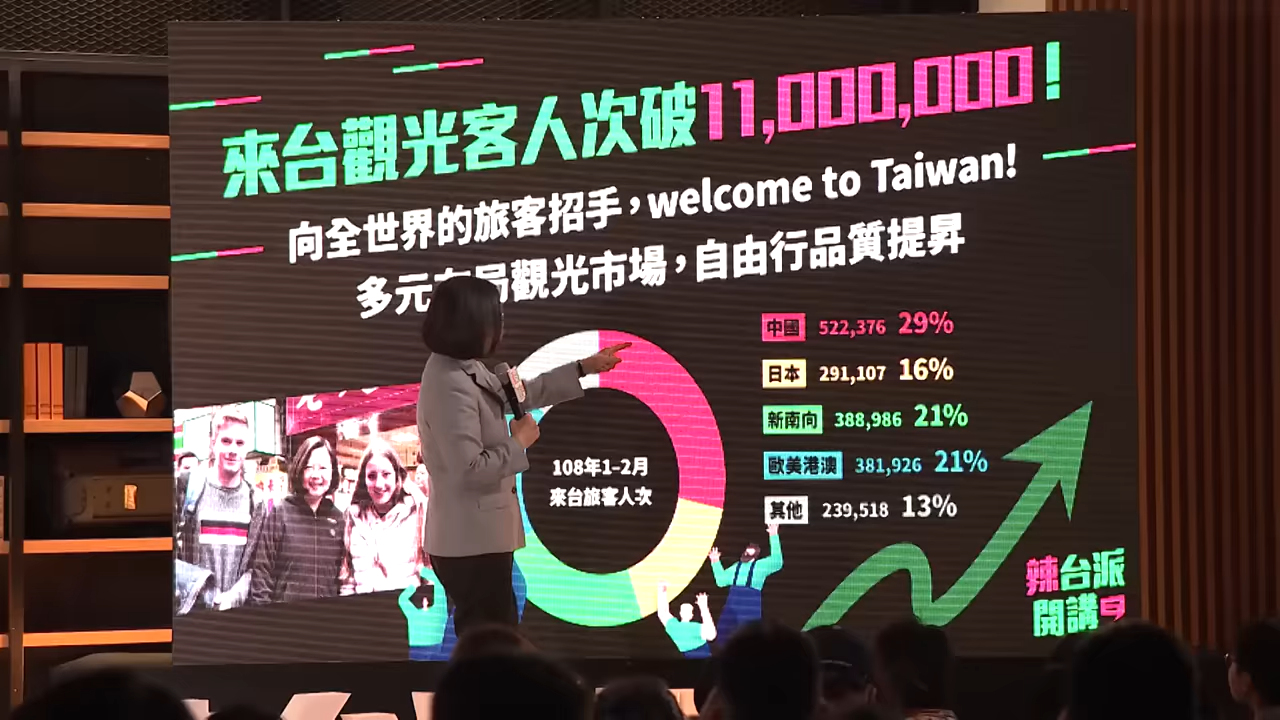 來台觀光客人次破11,000,000!
向全世界的旅客招手,welcome to Taiwan!
多元布局觀光市場,自由行品質提昇
中國 522,376 29%
日本 291,107 16%
新南向 388,986 21%
歐美港澳 381,926 21%
其他 239,518 13%
108年1-2月
來台旅客人次
辣台派
開講